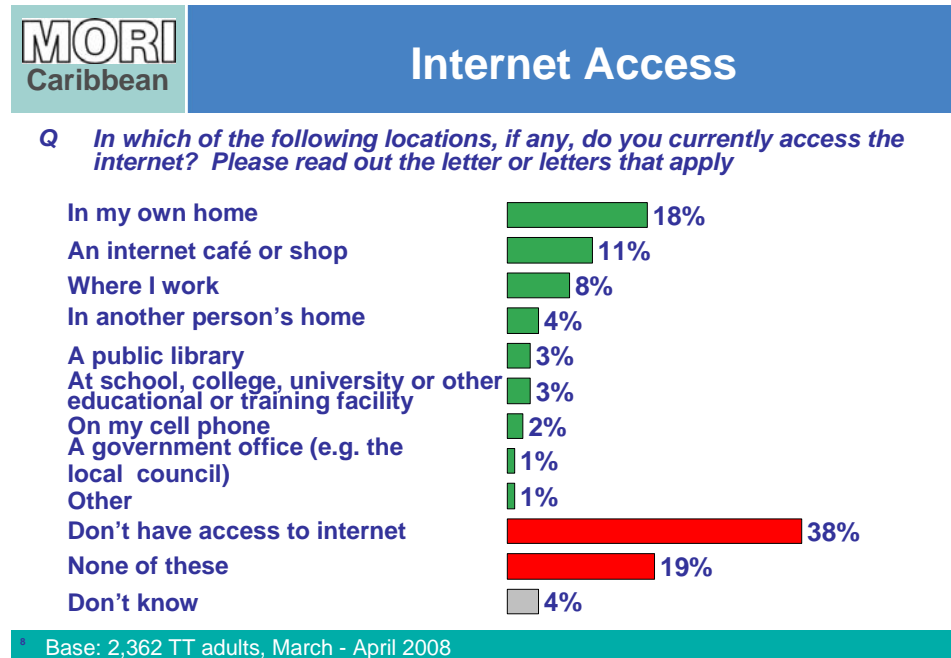 MORI
Caribbean
Internet Access
Q In which of the following locations, if any, do you currently access the
internet? Please read out the letter or letters that apply
In my own home 18%
An internet café or shop 11%
Where I work 8%
In another person’s home 4%
A public library 3%
At school, college, university or other
educational or training facility 3%
On my cell phone 2%
A government office (e.g. the
local council) 1%
Other 1%
Don’t have access to internet 38%
None of these 19%
Don’t know 4%
8 Base: 2,362 TT adults, March - April 2008